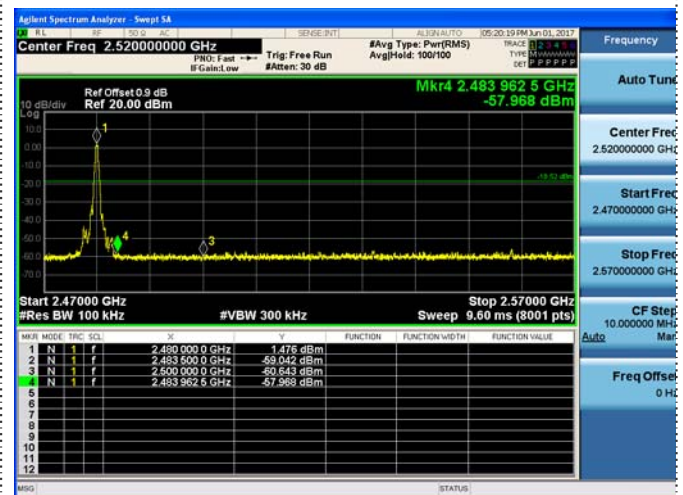 Agilent Spectrum Analyzer - Swept SA
RL RF 50 Ω AC SENSE:INT ALIGN AUTO 05:20:19 PM Jun 01, 2017
Center Freq 2.520000000 GHz
PNO: Fast
IFGain:Low
Trig: Free Run
#Atten: 30 dB
#Avg Type: Pwr(RMS)
Avg|Hold: 100/100
TRACE 1 2 3 4 5 6
TYPE M
DET P P P P P P
Mkr4 2.483 962 5 GHz
-57.968 dBm
Ref Offset 0.9 dB
10 dB/div Ref 20.00 dBm
Log
10.0
0.00
-10.0
-20.0
-30.0
-40.0
-50.0
-60.0
-70.0
1
4
3
Start 2.47000 GHz Stop 2.57000 GHz
#Res BW 100 kHz #VBW 300 kHz Sweep 9.60 ms (8001 pts)
MKR MODE TRC SCL X Y FUNCTION FUNCTION WIDTH FUNCTION VALUE
1 N 1 f 2.480 000 0 GHz 1.476 dBm
2 N 1 f 2.483 500 0 GHz -59.042 dBm
3 N 1 f 2.500 000 0 GHz -60.643 dBm
4 N 1 f 2.483 962 5 GHz -57.968 dBm
5
6
7
8
9
10
11
12
MSG STATUS
Frequency
Auto Tune
Center Freq
2.520000000 GHz
Start Freq
2.470000000 GHz
Stop Freq
2.570000000 GHz
CF Step
10.000000 MHz
Auto Man
Freq Offset
0 Hz